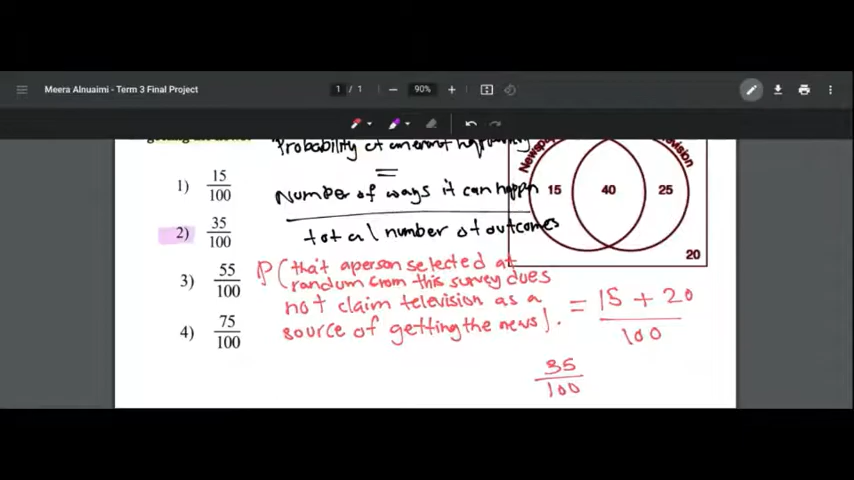 Meera Alnuaimi - Term 3 Final Project
1 / 1
90%
Probability of an event happening
=
Number of ways it can happn
total number of outcomes
1) 15/100
2) 35/100
3) 55/100
4) 75/100
Newspap
evision
15
40
25
20
P (that a person selected at
random from this survey does
not claim television as a
source of getting the news).
= 15 + 20
100
35
100